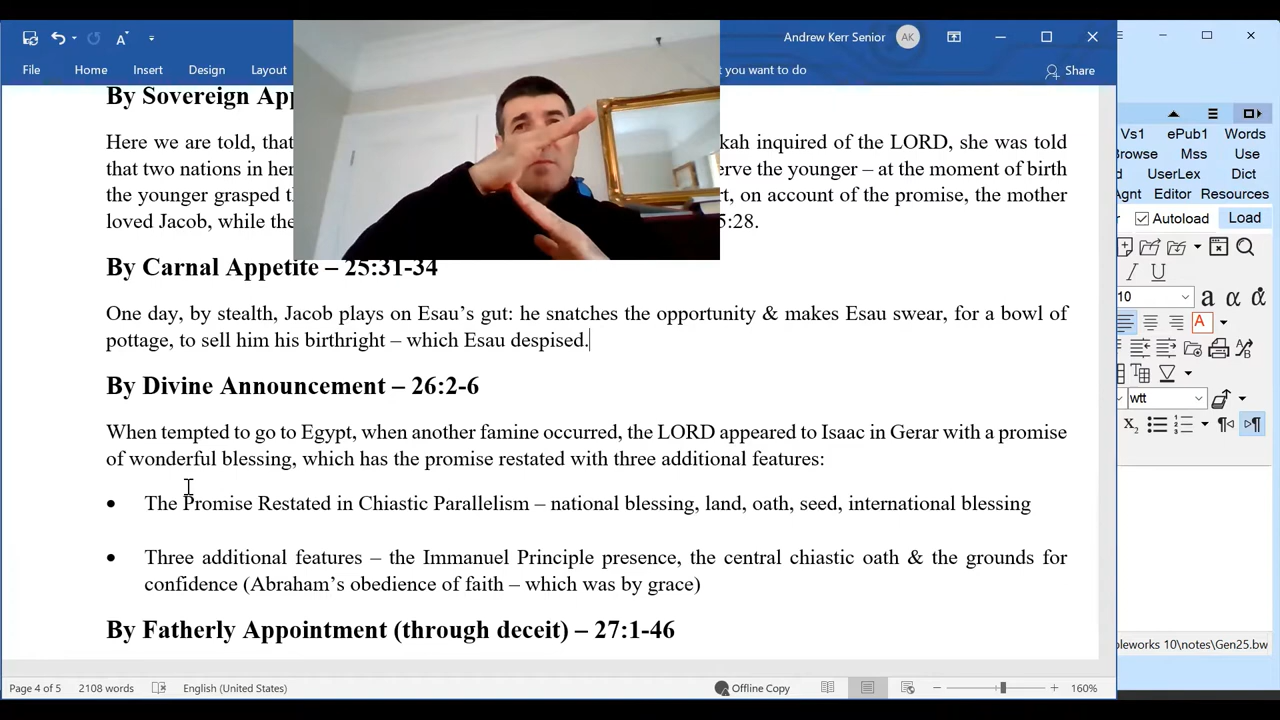 Andrew Kerr Senior AK
File Home Insert Design Layout t you want to do Share
By Sovereign App
Here we are told, that kah inquired of the LORD, she was told
that two nations in her rve the younger – at the moment of birth
the younger grasped th rt, on account of the promise, the mother
loved Jacob, while the 5:28.
By Carnal Appetite – 25:31-34
One day, by stealth, Jacob plays on Esau’s gut: he snatches the opportunity & makes Esau swear, for a bowl of
pottage, to sell him his birthright – which Esau despised.
By Divine Announcement – 26:2-6
When tempted to go to Egypt, when another famine occurred, the LORD appeared to Isaac in Gerar with a promise
of wonderful blessing, which has the promise restated with three additional features:
• The Promise Restated in Chiastic Parallelism – national blessing, land, oath, seed, international blessing
• Three additional features – the Immanuel Principle presence, the central chiastic oath & the grounds for
confidence (Abraham’s obedience of faith – which was by grace)
By Fatherly Appointment (through deceit) – 27:1-46
Page 4 of 5 2108 words English (United States) Offline Copy 160%
Vs1 ePub1 Words
Browse Mss Use
UserLex Dict
Agnt Editor Resources
Autoload Load
10
wtt
bleworks 10\notes\Gen25.bw